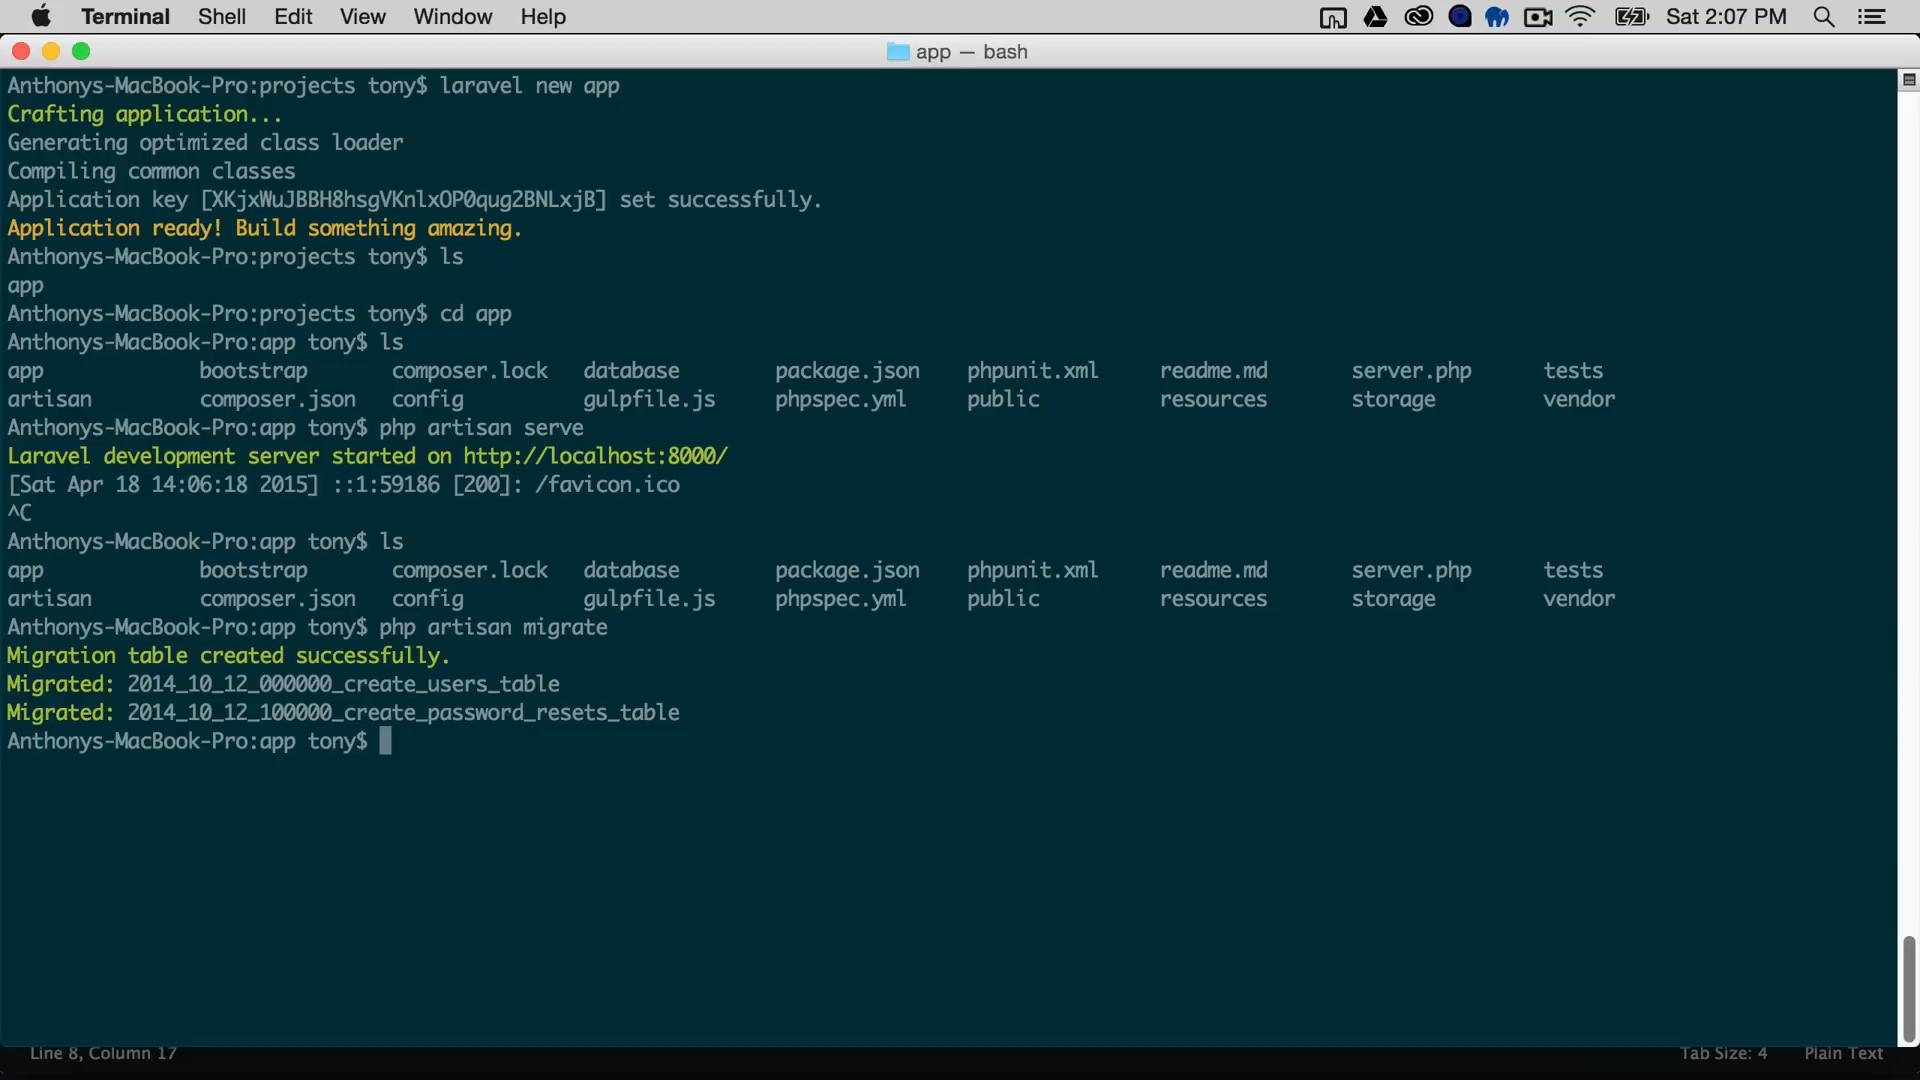 Terminal Shell Edit View Window Help Sat 2:07 PM
app — bash
Anthonys-MacBook-Pro:projects tony$ laravel new app
Crafting application...
Generating optimized class loader
Compiling common classes
Application key [XKjxWuJBBH8hsgVKnlxOP0qug2BNLxjB] set successfully.
Application ready! Build something amazing.
Anthonys-MacBook-Pro:projects tony$ ls
app
Anthonys-MacBook-Pro:projects tony$ cd app
Anthonys-MacBook-Pro:app tony$ ls
app bootstrap composer.lock database package.json phpunit.xml readme.md server.php tests
artisan composer.json config gulpfile.js phpspec.yml public resources storage vendor
Anthonys-MacBook-Pro:app tony$ php artisan serve
Laravel development server started on http://localhost:8000/
[Sat Apr 18 14:06:18 2015] ::1:59186 [200]: /favicon.ico
^C
Anthonys-MacBook-Pro:app tony$ ls
app bootstrap composer.lock database package.json phpunit.xml readme.md server.php tests
artisan composer.json config gulpfile.js phpspec.yml public resources storage vendor
Anthonys-MacBook-Pro:app tony$ php artisan migrate
Migration table created successfully.
Migrated: 2014_10_12_000000_create_users_table
Migrated: 2014_10_12_100000_create_password_resets_table
Anthonys-MacBook-Pro:app tony$
Line 8, Column 17 Tab Size: 4 Plain Text